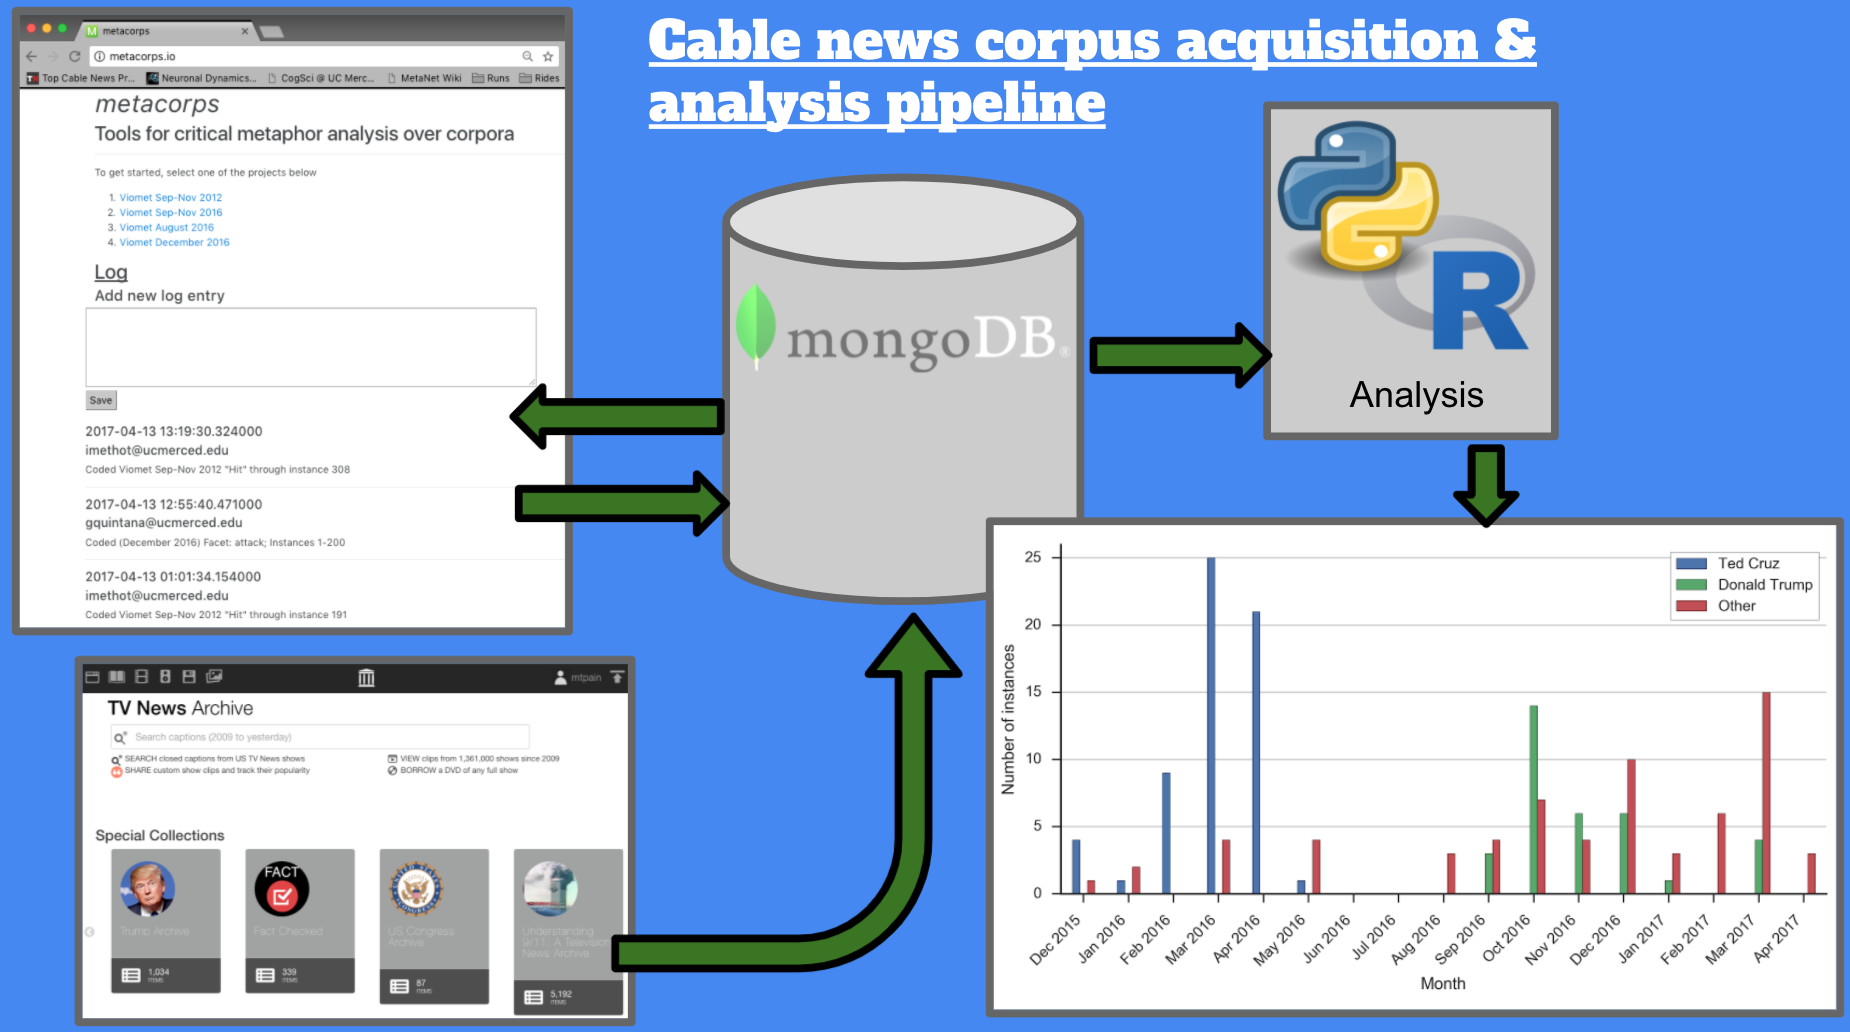 Cable news corpus acquisition &
analysis pipeline
metacorps
metacorps.io
Top Cable News Pr...
Neuronal Dynamics...
CogSci @ UC Merc...
MetaNet Wiki
Runs
Rides
metacorps
Tools for critical metaphor analysis over corpora
To get started, select one of the projects below
1. Viomet Sep-Nov 2012
2. Viomet Sep-Nov 2016
3. Viomet August 2016
4. Viomet December 2016
Log
Add new log entry
Save
2017-04-13 13:19:30.324000
imethot@ucmerced.edu
Coded Viomet Sep-Nov 2012 "Hit" through instance 308
2017-04-13 12:55:40.471000
gquintana@ucmerced.edu
Coded (December 2016) Facet: attack; Instances 1-200
2017-04-13 01:01:34.154000
imethot@ucmerced.edu
Coded Viomet Sep-Nov 2012 "Hit" through instance 191
mongoDB®
R
Analysis
mtpain
TV News Archive
Search captions (2009 to yesterday)
SEARCH closed captions from US TV News shows
SHARE custom show clips and track their popularity
VIEW clips from 1,361,000 shows since 2009
BORROW a DVD of any full show
Special Collections
Trump Archive
1,034
ITEMS
FACT
Fact Checked
339
ITEMS
US Congress
Archive
87
ITEMS
Understanding
9/11: A Television
News Archive
5,192
ITEMS
Ted Cruz
Donald Trump
Other
Number of instances
25
20
15
10
5
0
Dec 2015
Jan 2016
Feb 2016
Mar 2016
Apr 2016
May 2016
Jun 2016
Jul 2016
Aug 2016
Sep 2016
Oct 2016
Nov 2016
Dec 2016
Jan 2017
Feb 2017
Mar 2017
Apr 2017
Month